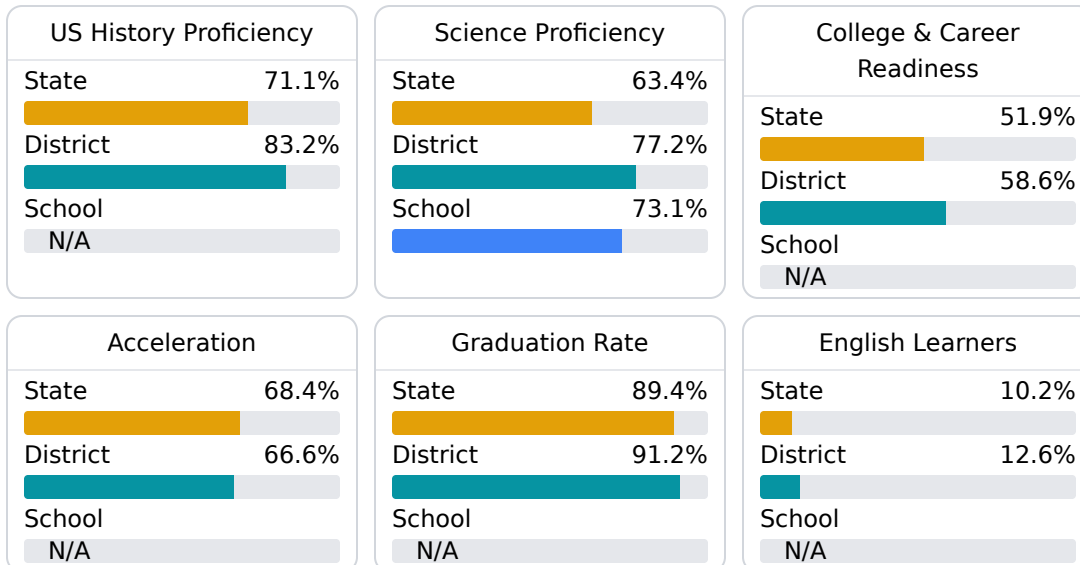 US History Proficiency
State 71.1%
District 83.2%
School
N/A
Science Proficiency
State 63.4%
District 77.2%
School 73.1%
College & Career
Readiness
State 51.9%
District 58.6%
School
N/A
Acceleration
State 68.4%
District 66.6%
School
N/A
Graduation Rate
State 89.4%
District 91.2%
School
N/A
English Learners
State 10.2%
District 12.6%
School
N/A